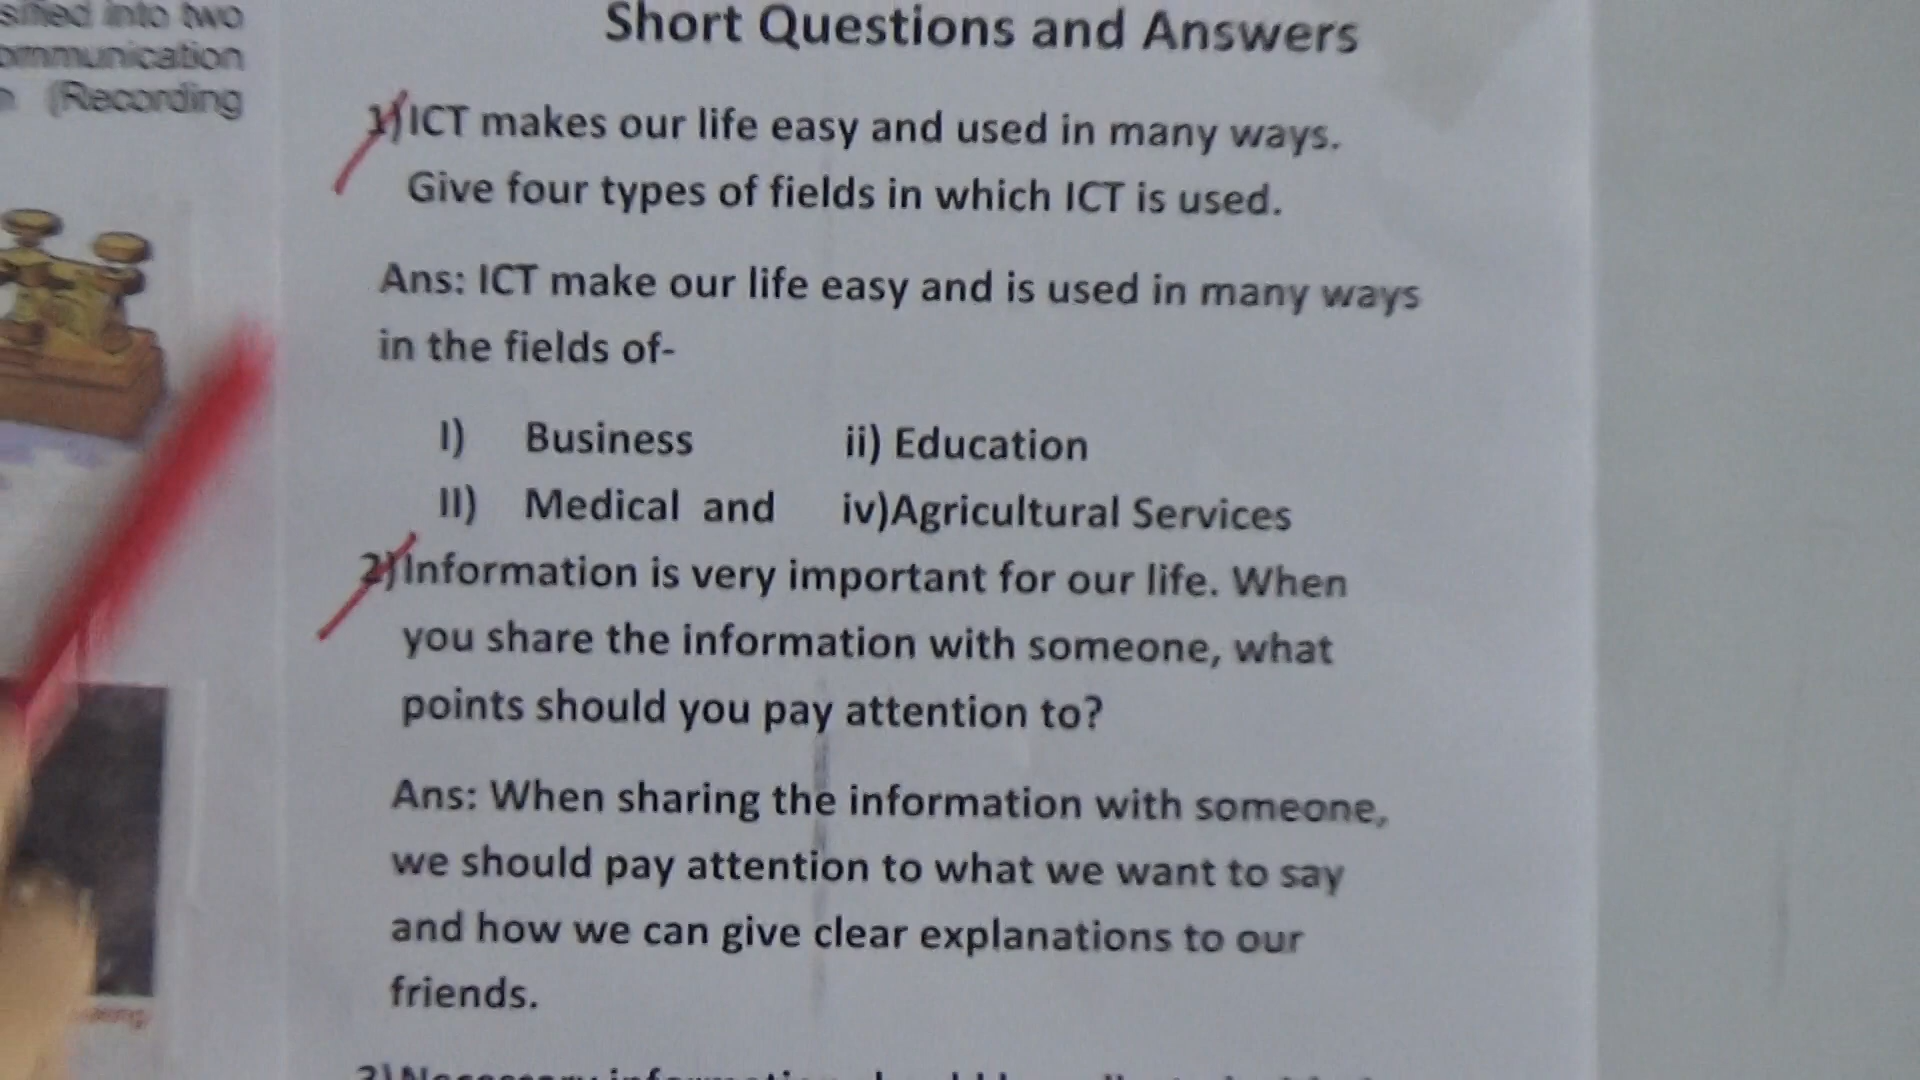 sified into two
ommunication
(Recording
Short Questions and Answers
1)ICT makes our life easy and used in many ways.
Give four types of fields in which ICT is used.
Ans: ICT make our life easy and is used in many ways
in the fields of-
I) Business ii) Education
II) Medical and iv)Agricultural Services
2)Information is very important for our life. When
you share the information with someone, what
points should you pay attention to?
Ans: When sharing the information with someone,
we should pay attention to what we want to say
and how we can give clear explanations to our
friends.